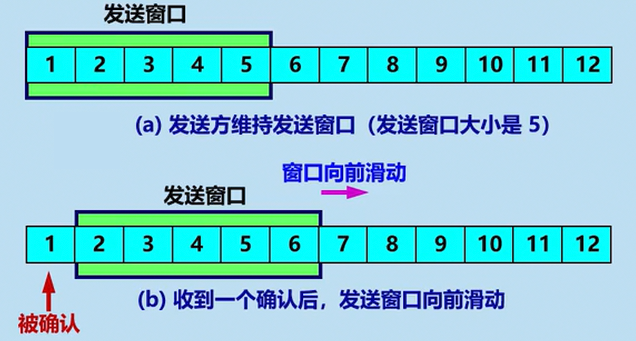 发送窗口
1 2 3 4 5 6 7 8 9 10 11 12
(a) 发送方维持发送窗口（发送窗口大小是 5）
窗口向前滑动
发送窗口
1 2 3 4 5 6 7 8 9 10 11 12
(b) 收到一个确认后，发送窗口向前滑动
被确认